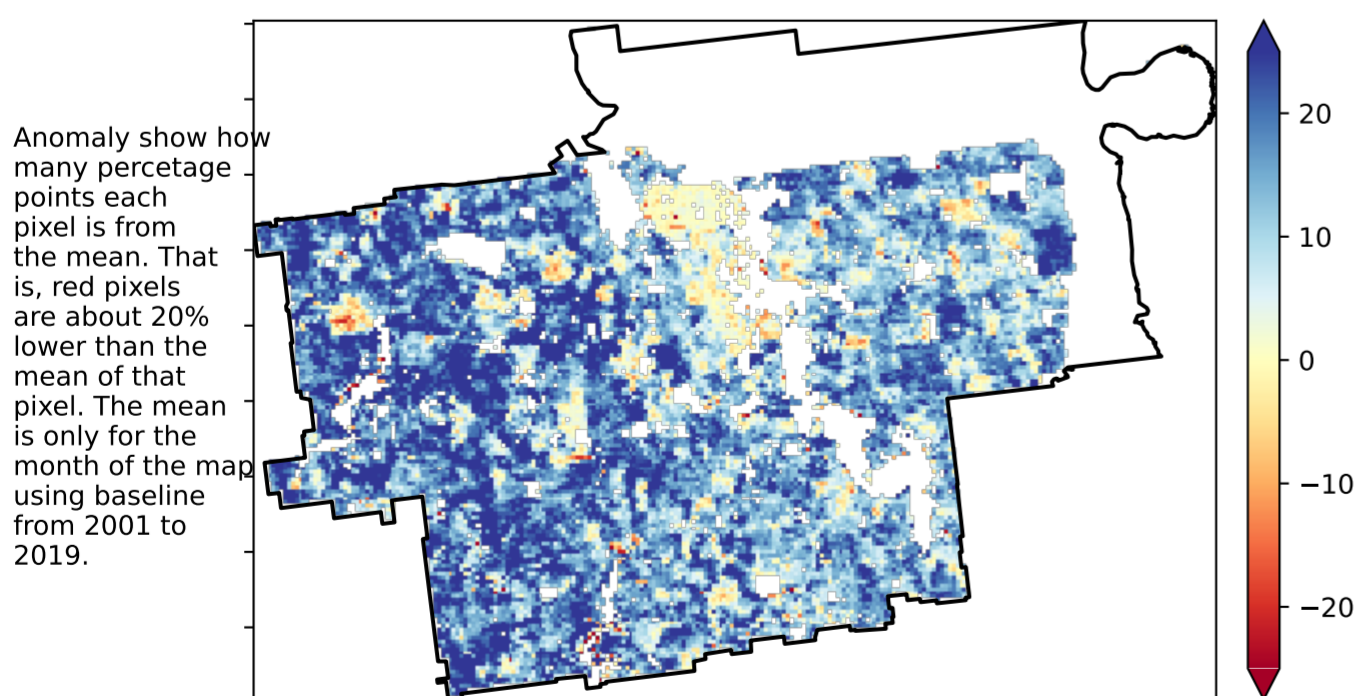 Anomaly show how
many percetage
points each
pixel is from
the mean. That
is, red pixels
are about 20%
lower than the
mean of that
pixel. The mean
is only for the
month of the map
using baseline
from 2001 to
2019.
20
10
0
−10
−20